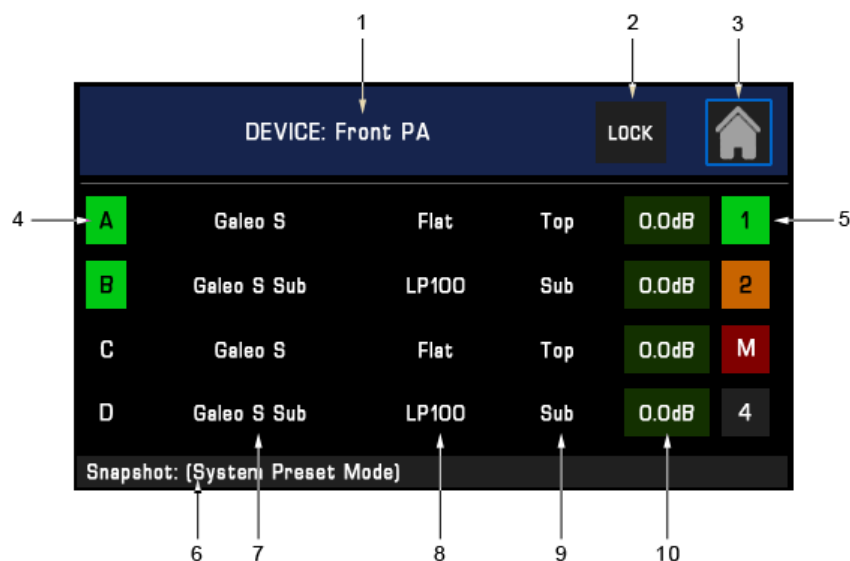 1 2 3
DEVICE: Front PA LOCK
4 A Galeo S Flat Top 0.0dB 1 5
B Galeo S Sub LP100 Sub 0.0dB 2
C Galeo S Flat Top 0.0dB M
D Galeo S Sub LP100 Sub 0.0dB 4
Snapshot: (System Preset Mode)
6 7 8 9 10